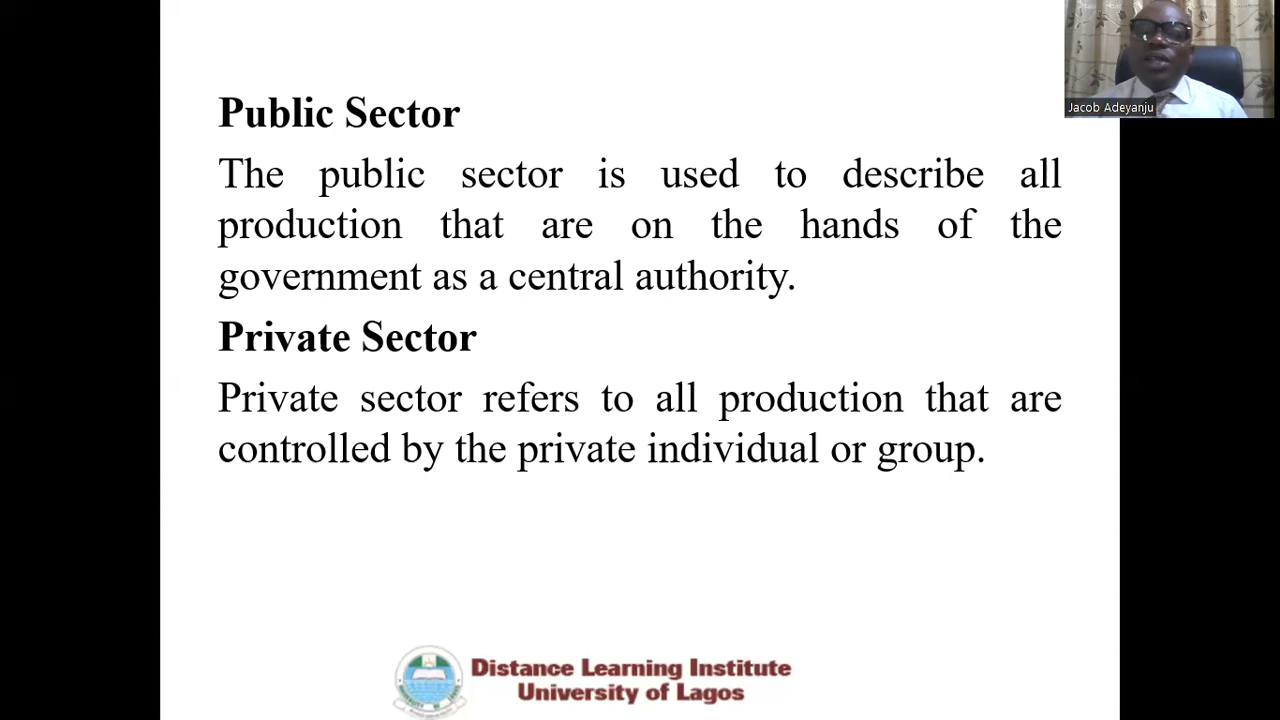 Jacob Adeyanju
Public Sector
The public sector is used to describe all
production that are on the hands of the
government as a central authority.
Private Sector
Private sector refers to all production that are
controlled by the private individual or group.
Distance Learning Institute
University of Lagos